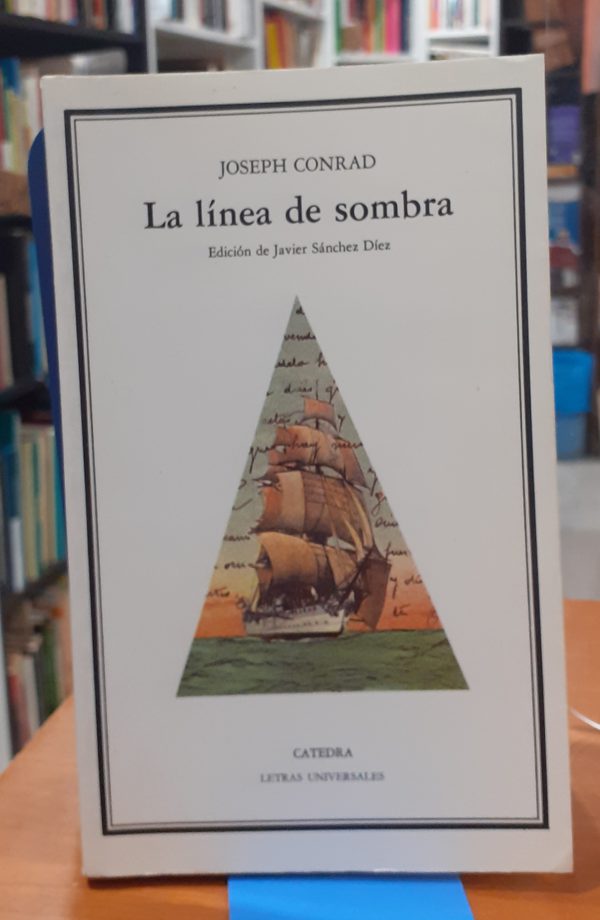 JOSEPH CONRAD
La línea de sombra
Edición de Javier Sánchez Díez
CATEDRA
LETRAS UNIVERSALES